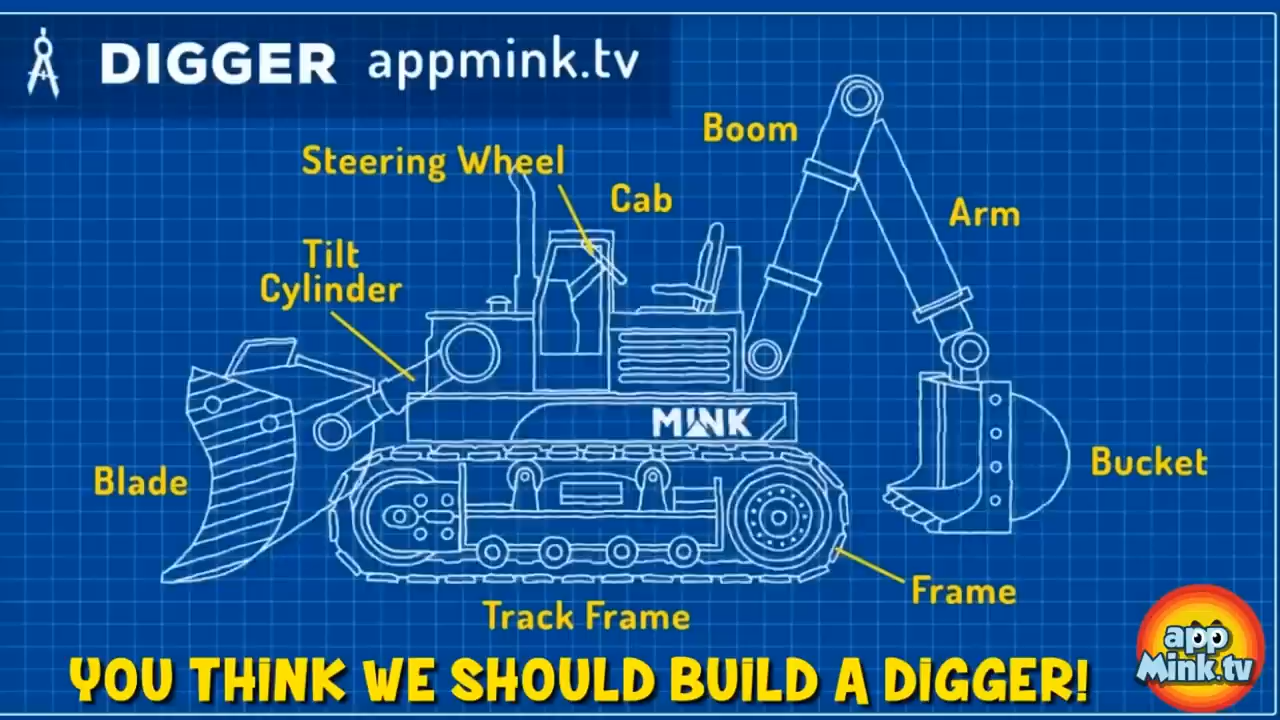 DIGGER appmink.tv
Boom
Steering Wheel
Cab
Arm
Tilt
Cylinder
MINK
Blade
Bucket
Frame
Track Frame
YOU THiNK WE SHOULD BUiLD A DiGGER!
app
Mink.tv